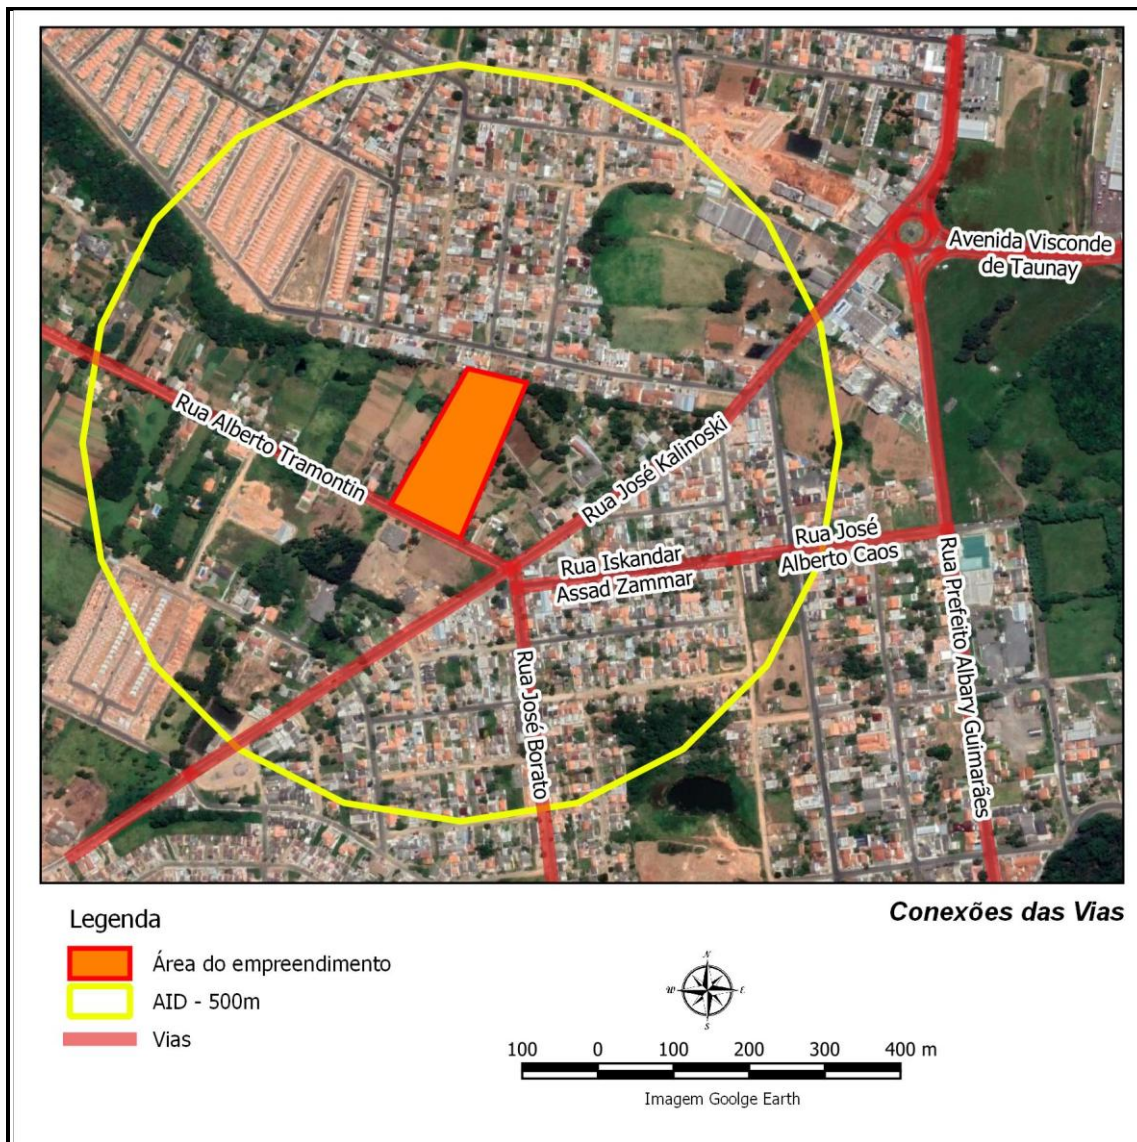 Avenida Visconde
de Taunay
Rua Alberto Tramontin
Rua José Kalinoski
Rua Iskandar
Assad Zammar
Rua José
Alberto Caos
Rua José Borato
Rua Prefeito Albary Guimarães
Conexões das Vias
Legenda
Área do empreendimento
AID - 500m
Vias
N
W
E
S
100 0 100 200 300 400 m
Imagem Goolge Earth